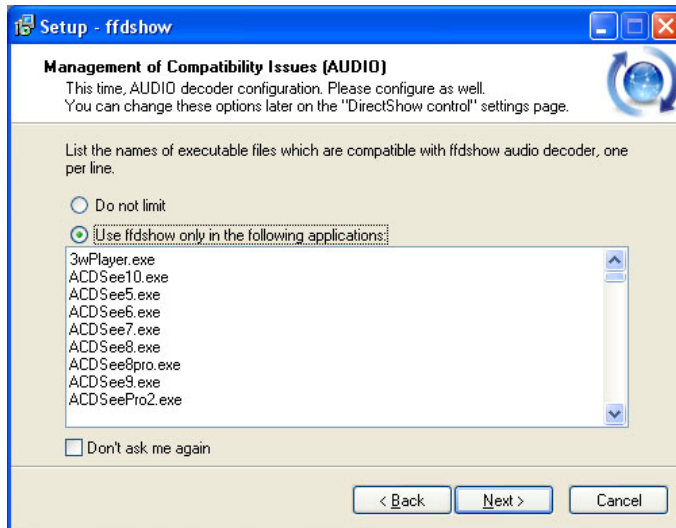 Setup - ffdshow
Management of Compatibility Issues (AUDIO)
This time, AUDIO decoder configuration. Please configure as well.
You can change these options later on the "DirectShow control" settings page.
List the names of executable files which are compatible with ffdshow audio decoder, one
per line.
Do not limit
Use ffdshow only in the following applications:
3wPlayer.exe
ACDSee10.exe
ACDSee5.exe
ACDSee6.exe
ACDSee7.exe
ACDSee8.exe
ACDSee8pro.exe
ACDSee9.exe
ACDSeePro2.exe
Don't ask me again
< Back Next > Cancel